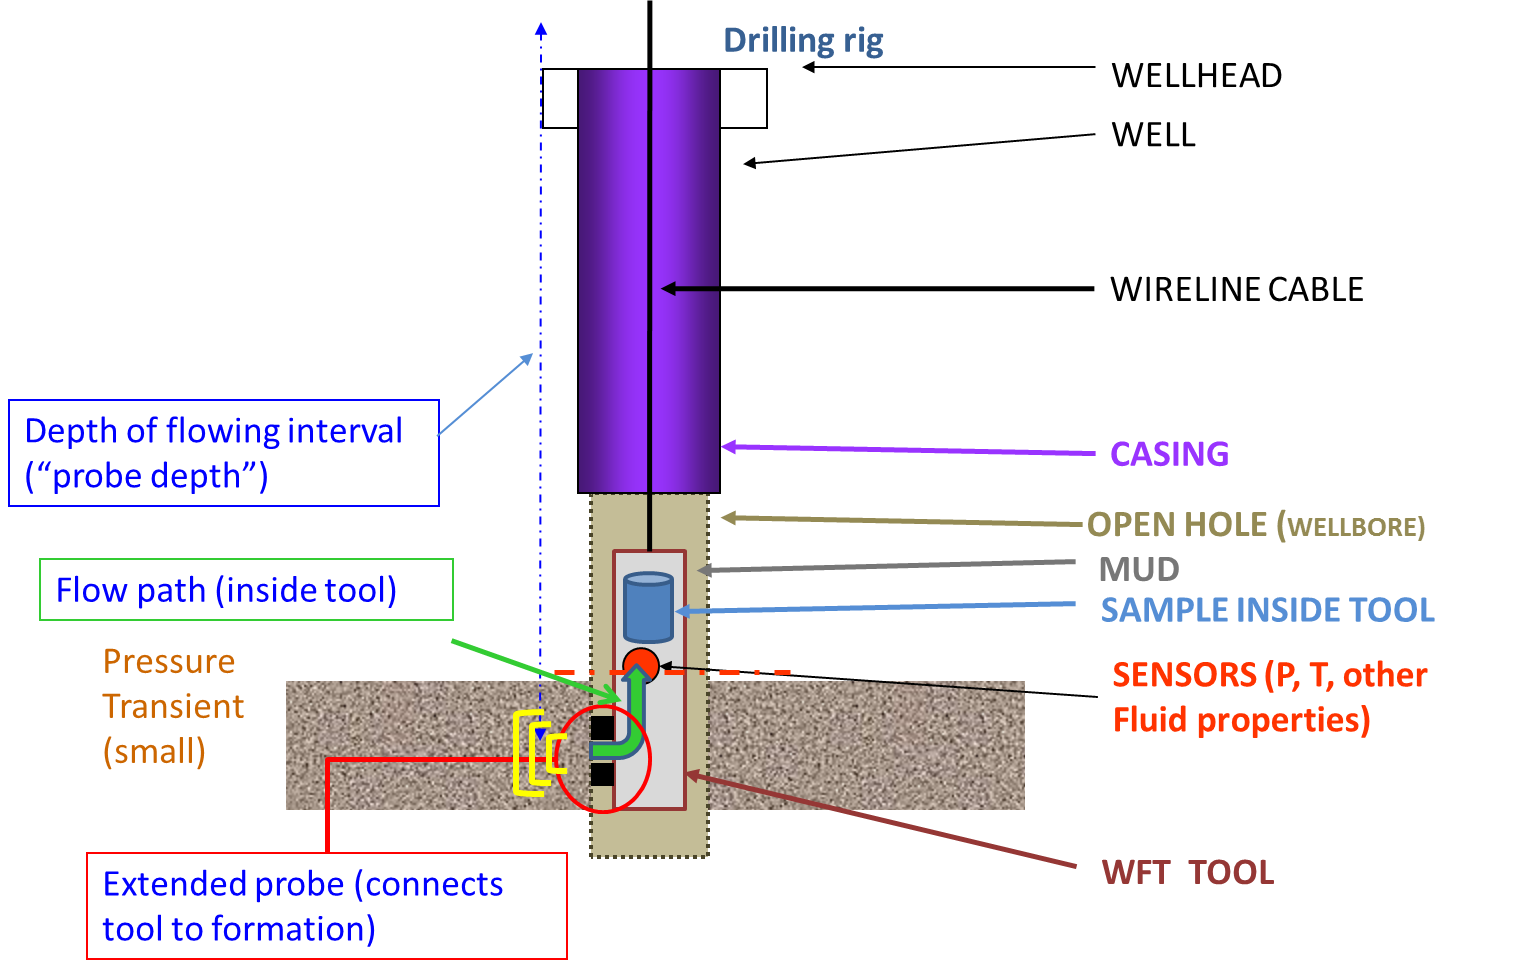 Drilling rig
WELLHEAD
WELL
WIRELINE CABLE
Depth of flowing interval
(“probe depth”)
CASING
OPEN HOLE (WELLBORE)
MUD
Flow path (inside tool)
SAMPLE INSIDE TOOL
Pressure
Transient
(small)
SENSORS (P, T, other
Fluid properties)
WFT TOOL
Extended probe (connects
tool to formation)